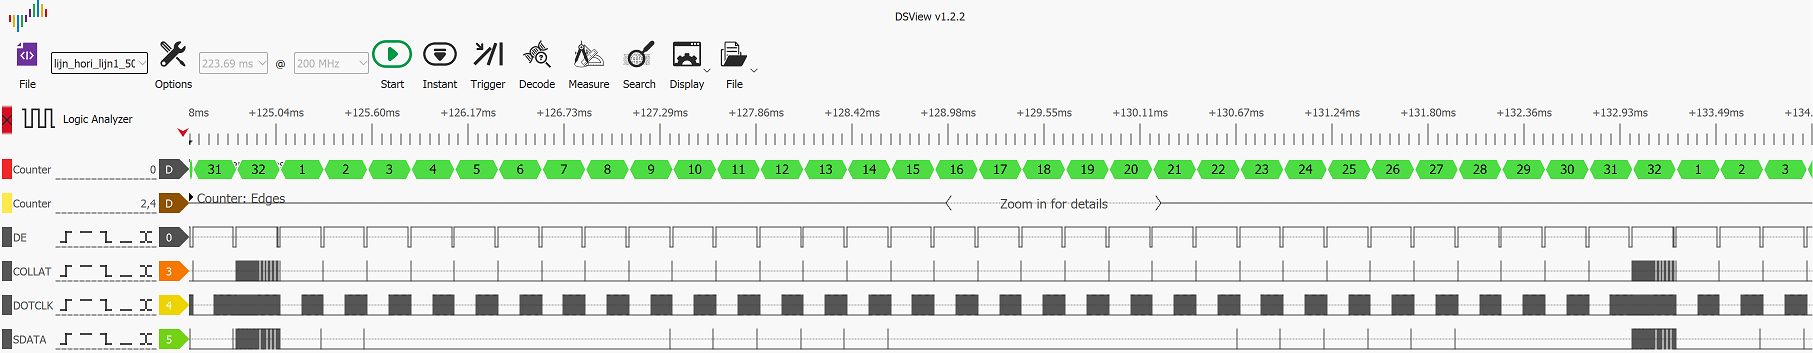 DSView v1.2.2
lijn_hori_lijn1_50 223.69 ms @ 200 MHz
File Options Start Instant Trigger Decode Measure Search Display File
Logic Analyzer 8ms +125.04ms +125.60ms +126.17ms +126.73ms +127.29ms +127.86ms +128.42ms +128.98ms +129.55ms +130.11ms +130.67ms +131.24ms +131.80ms +132.36ms +132.93ms +133.49ms +134.
Counter 0 D 31 32 1 2 3 4 5 6 7 8 9 10 11 12 13 14 15 16 17 18 19 20 21 22 23 24 25 26 27 28 29 30 31 32 1 2 3
Counter 2,4 D Counter: Edges Zoom in for details
DE 0
COLLAT 3
DOTCLK 4
SDATA 5